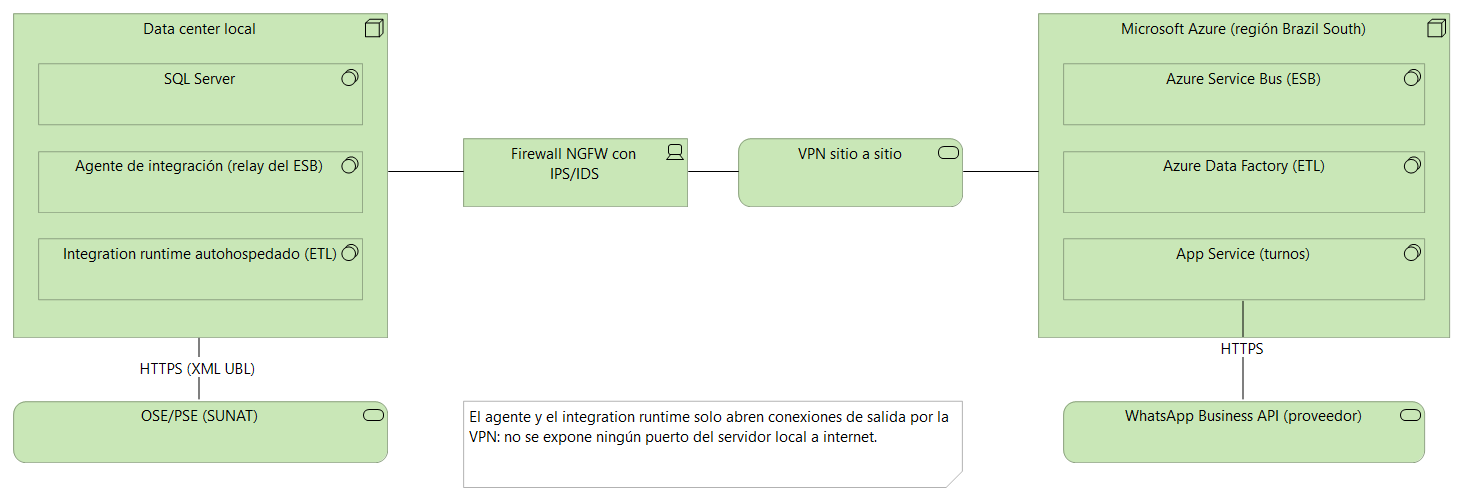 Data center local
SQL Server
Agente de integración (relay del ESB)
Integration runtime autohospedado (ETL)
Firewall NGFW con
IPS/IDS
VPN sitio a sitio
Microsoft Azure (región Brazil South)
Azure Service Bus (ESB)
Azure Data Factory (ETL)
App Service (turnos)
HTTPS (XML UBL)
HTTPS
OSE/PSE (SUNAT)
El agente y el integration runtime solo abren conexiones de salida por la
VPN: no se expone ningún puerto del servidor local a internet.
WhatsApp Business API (proveedor)